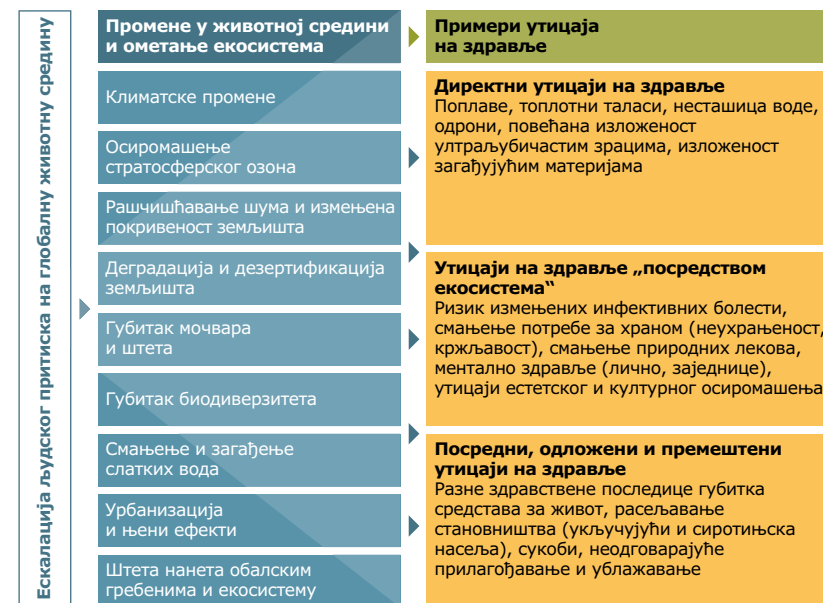 Ескалација људског притиска на глобалну животну средину
Промене у животној средини
и ометање екосистема
Климатске промене
Осиромашење
стратосферског озона
Рашчишћавање шума и измењена
покривеност земљишта
Деградација и дезертификација
земљишта
Губитак мочвара
и штета
Губитак биодиверзитета
Смањење и загађење
слатких вода
Урбанизација
и њени ефекти
Штета нанета обалским
гребенима и екосистему
Примери утицаја
на здравље
Директни утицаји на здравље
Поплаве, топлотни таласи, несташица воде,
одрони, повећана изложеност
ултраљубичастим зрацима, изложеност
загађујућим материјама
Утицаји на здравље „посредством
екосистема“
Ризик измењених инфективних болести,
смањење потребе за храном (неухрањеност,
кржљавост), смањење природних лекова,
ментално здравље (лично, заједнице),
утицаји естетског и културног осиромашења
Посредни, одложени и премештени
утицаји на здравље
Разне здравствене последице губитка
средстава за живот, расељавање
становништва (укључујући и сиротињска
насеља), сукоби, неодговарајуће
прилагођавање и ублажавање